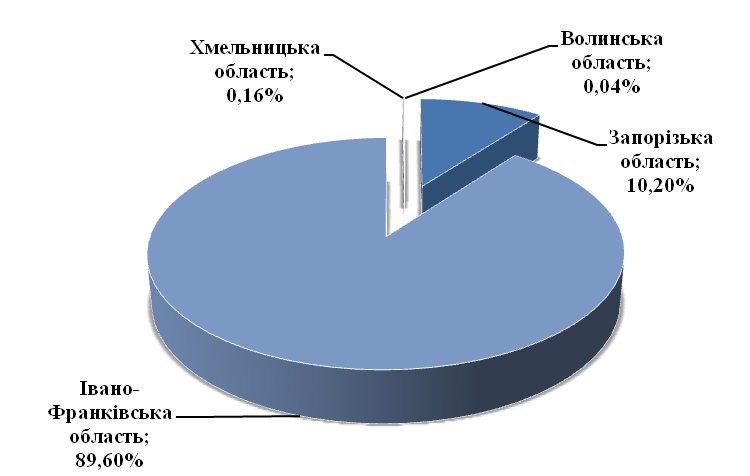 Хмельницька
область;
0,16%
Волинська
область;
0,04%
Запорізька
область;
10,20%
Івано-
Франківська
область;
89,60%